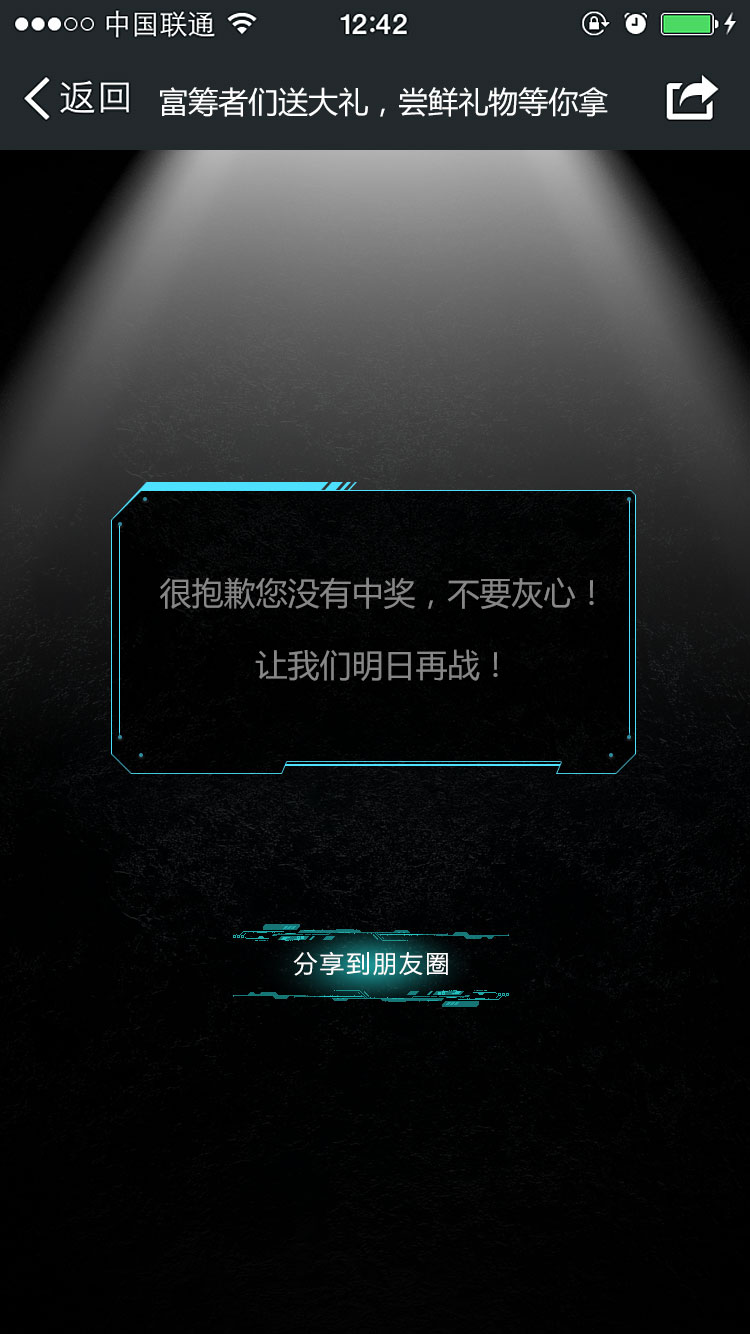 中国联通 12:42
返回 富筹者们送大礼，尝鲜礼物等你拿
很抱歉您没有中奖，不要灰心！
让我们明日再战！
分享到朋友圈